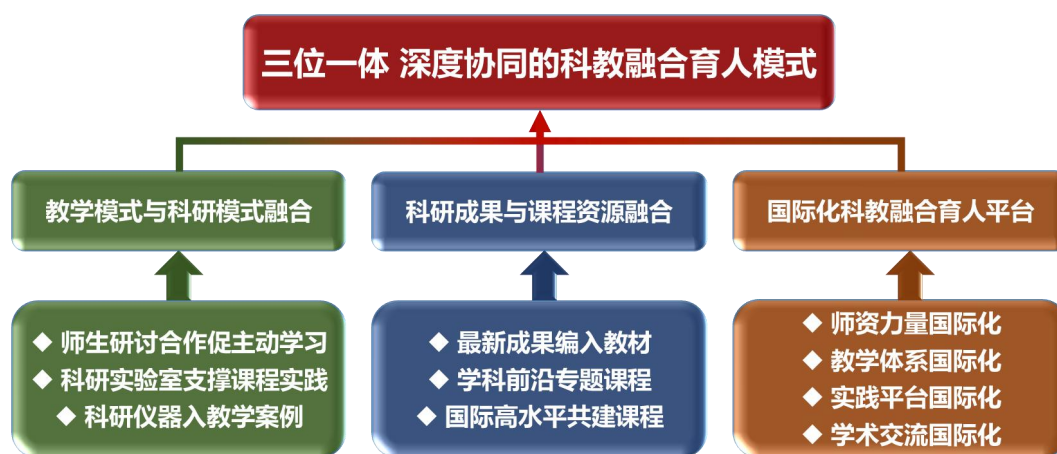 三位一体 深度协同的科教融合育人模式
教学模式与科研模式融合
科研成果与课程资源融合
国际化科教融合育人平台
◆ 师生研讨合作促主动学习
◆ 科研实验室支撑课程实践
◆ 科研仪器入教学案例
◆ 最新成果编入教材
◆ 学科前沿专题课程
◆ 国际高水平共建课程
◆ 师资力量国际化
◆ 教学体系国际化
◆ 实践平台国际化
◆ 学术交流国际化